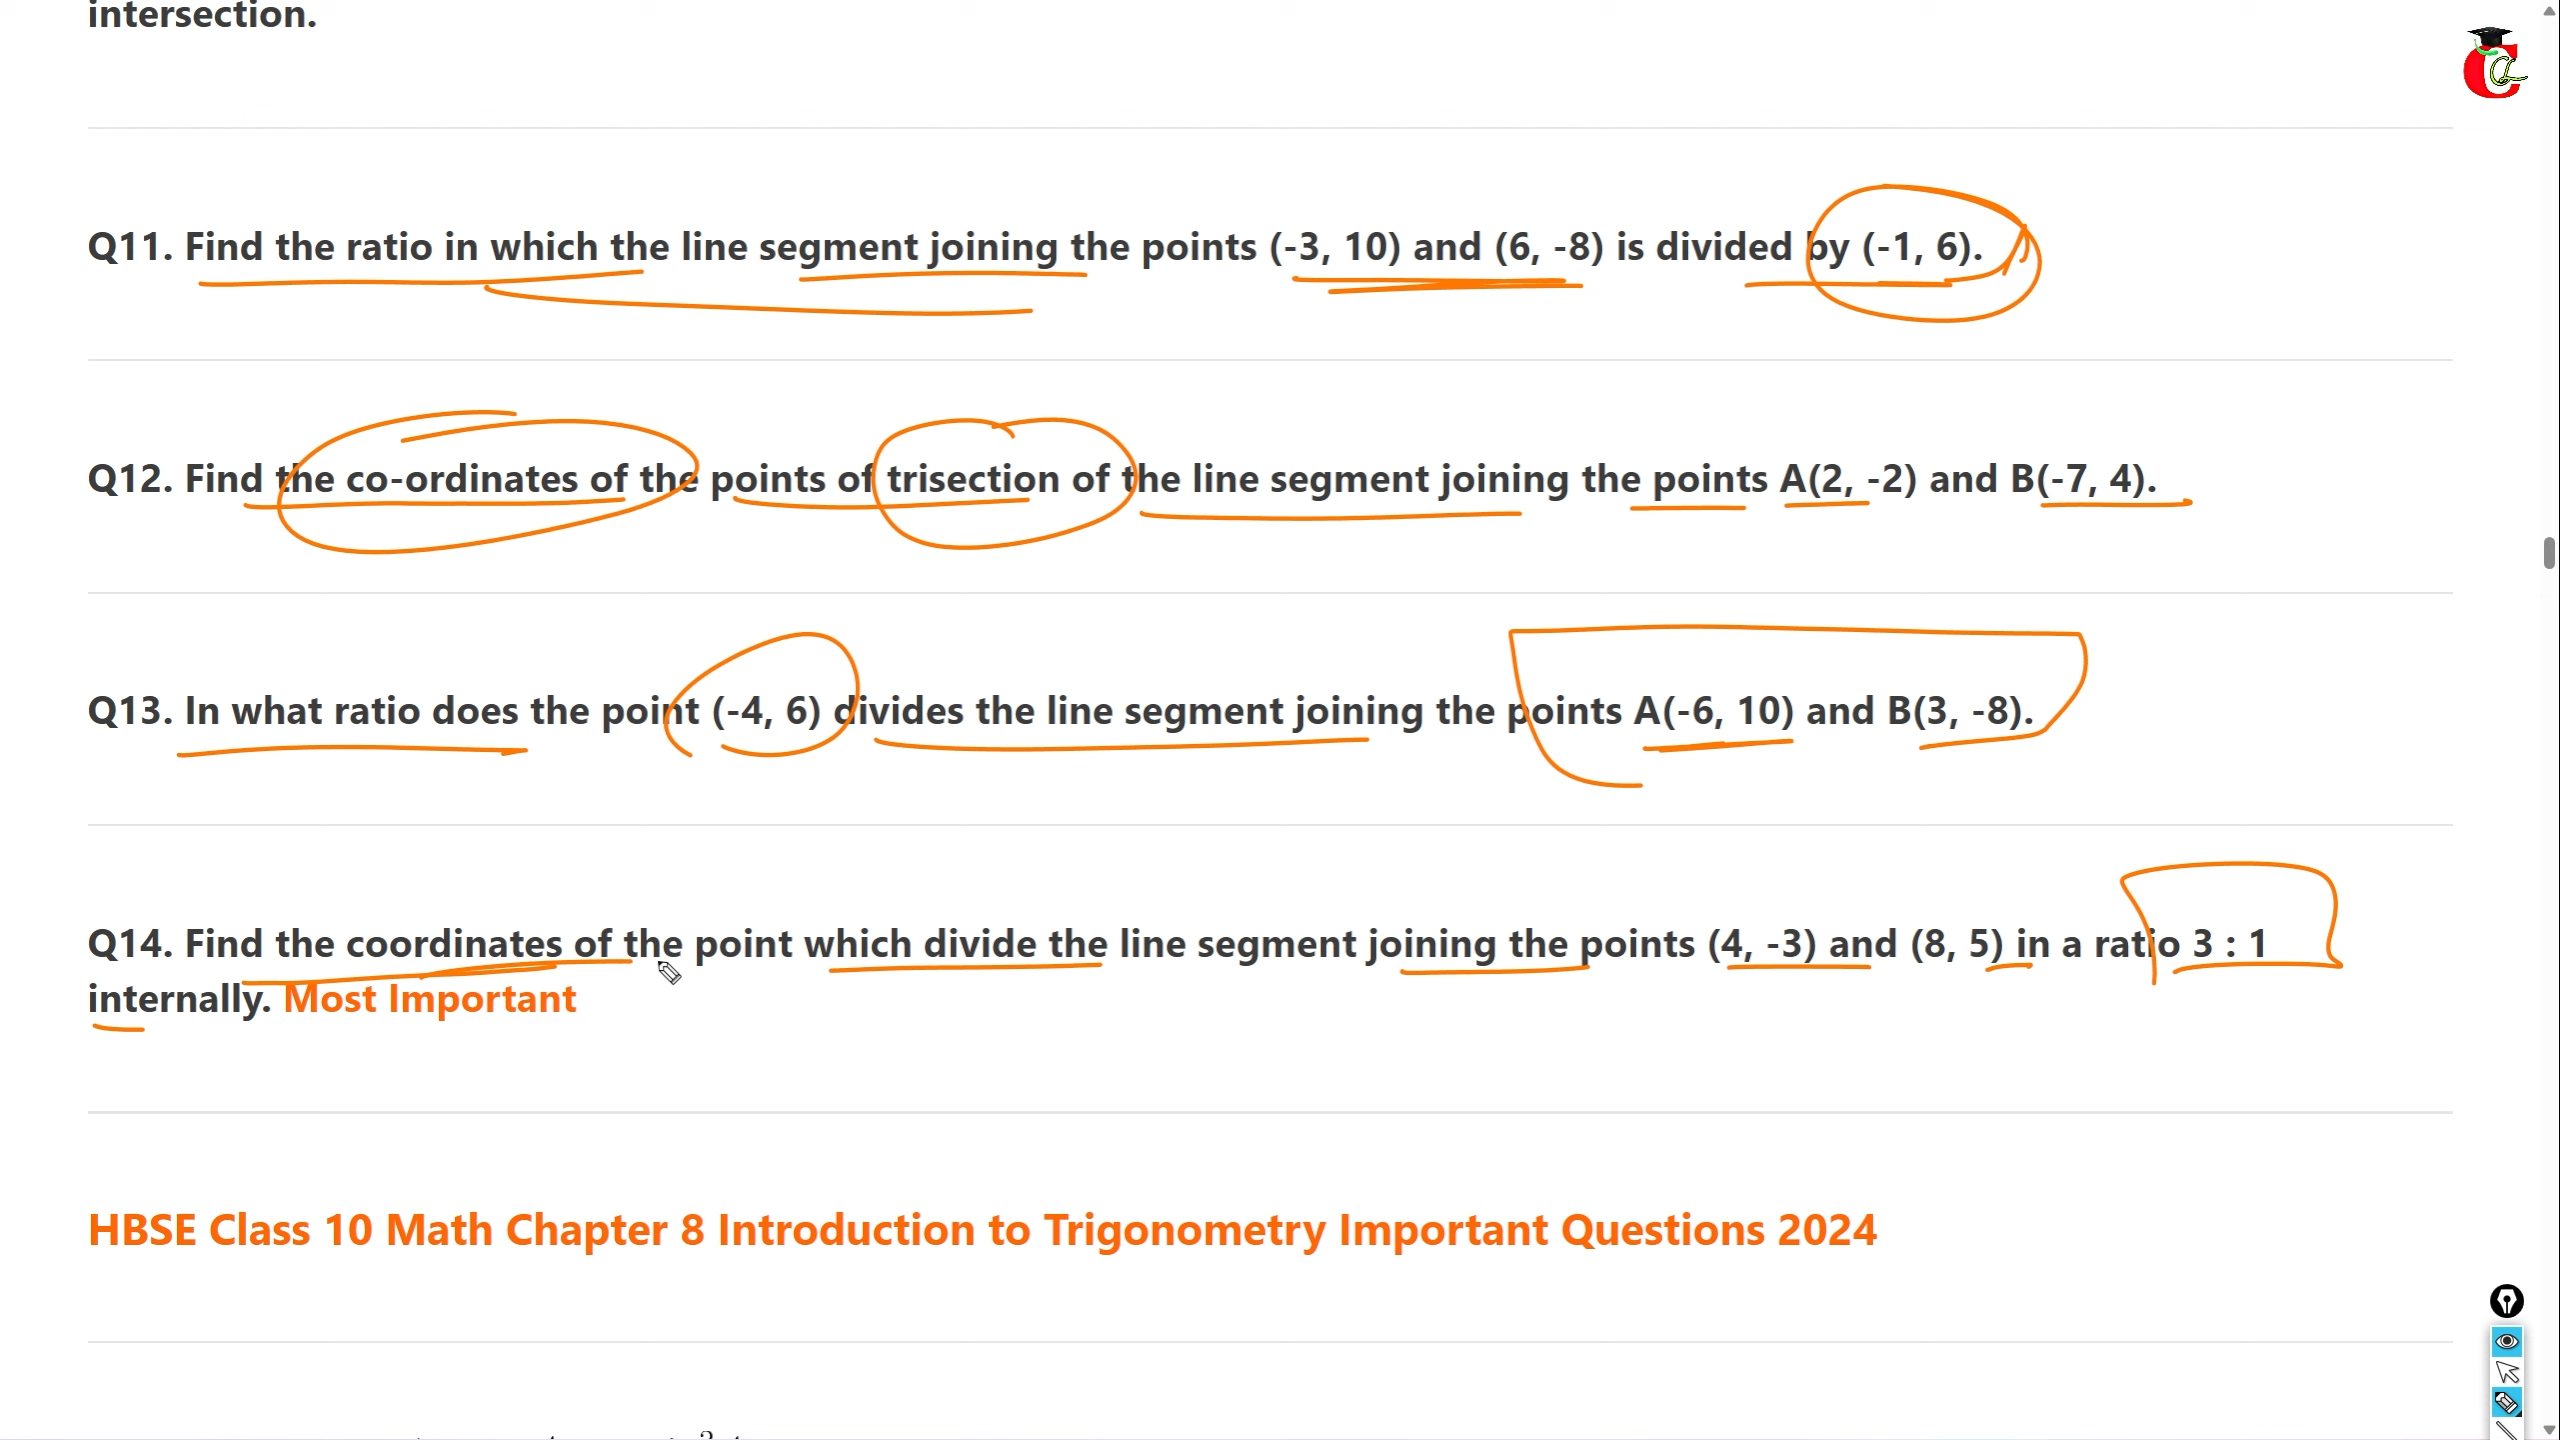 intersection.
Q11. Find the ratio in which the line segment joining the points (-3, 10) and (6, -8) is divided by (-1, 6).
Q12. Find the co-ordinates of the points of trisection of the line segment joining the points A(2, -2) and B(-7, 4).
Q13. In what ratio does the point (-4, 6) divides the line segment joining the points A(-6, 10) and B(3, -8).
Q14. Find the coordinates of the point which divide the line segment joining the points (4, -3) and (8, 5) in a ratio 3 : 1
internally. Most Important
HBSE Class 10 Math Chapter 8 Introduction to Trigonometry Important Questions 2024